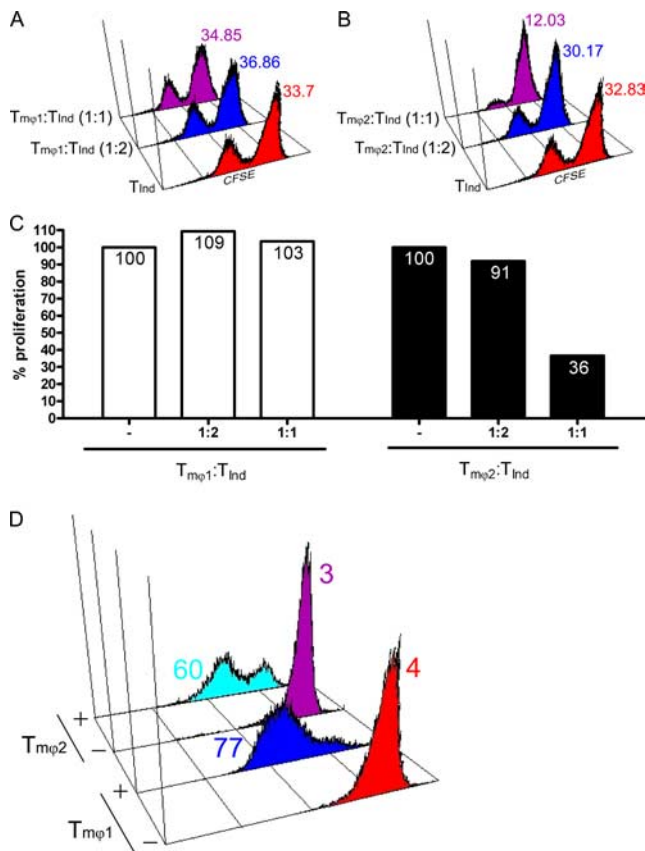 A
34.85
36.86
33.7
Tmφ1:TInd (1:1)
Tmφ1:TInd (1:2)
TInd
CFSE
B
12.03
30.17
32.83
Tmφ2:TInd (1:1)
Tmφ2:TInd (1:2)
TInd
CFSE
C
% proliferation
110
100
90
80
70
60
50
40
30
20
10
0
100
109
103
100
91
36
- 1:2 1:1 - 1:2 1:1
Tmφ1:TInd Tmφ2:TInd
D
3
60
4
77
+
Tmφ2
−
+
Tmφ1
−